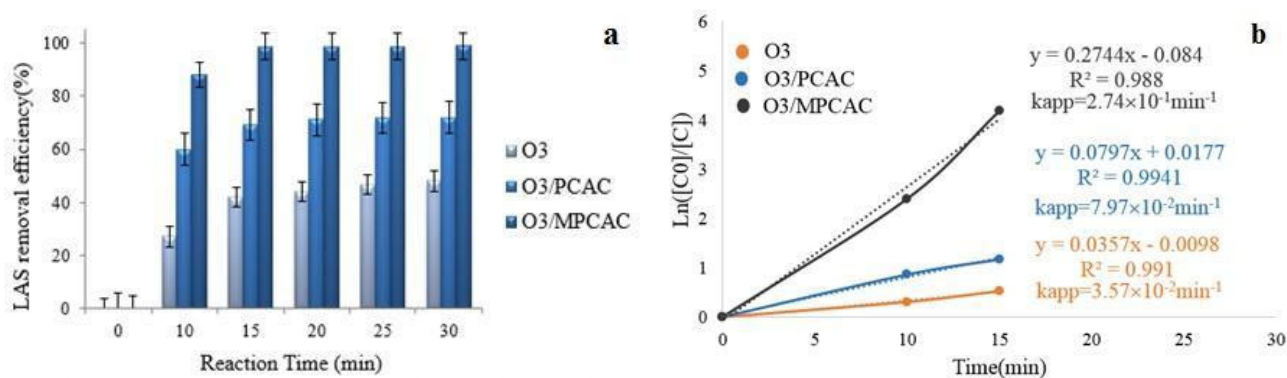 a
LAS removal efficiency(%)
100
80
60
40
20
0
0 10 15 20 25 30
Reaction Time (min)
O3
O3/PCAC
O3/MPCAC
b
Ln([C0]/[C])
6
5
4
3
2
1
0
0 5 10 15 20 25 30
Time(min)
O3
O3/PCAC
O3/MPCAC
y = 0.2744x - 0.084
R² = 0.988
kapp=2.74×10⁻¹min⁻¹
y = 0.0797x + 0.0177
R² = 0.9941
kapp=7.97×10⁻²min⁻¹
y = 0.0357x - 0.0098
R² = 0.991
kapp=3.57×10⁻²min⁻¹